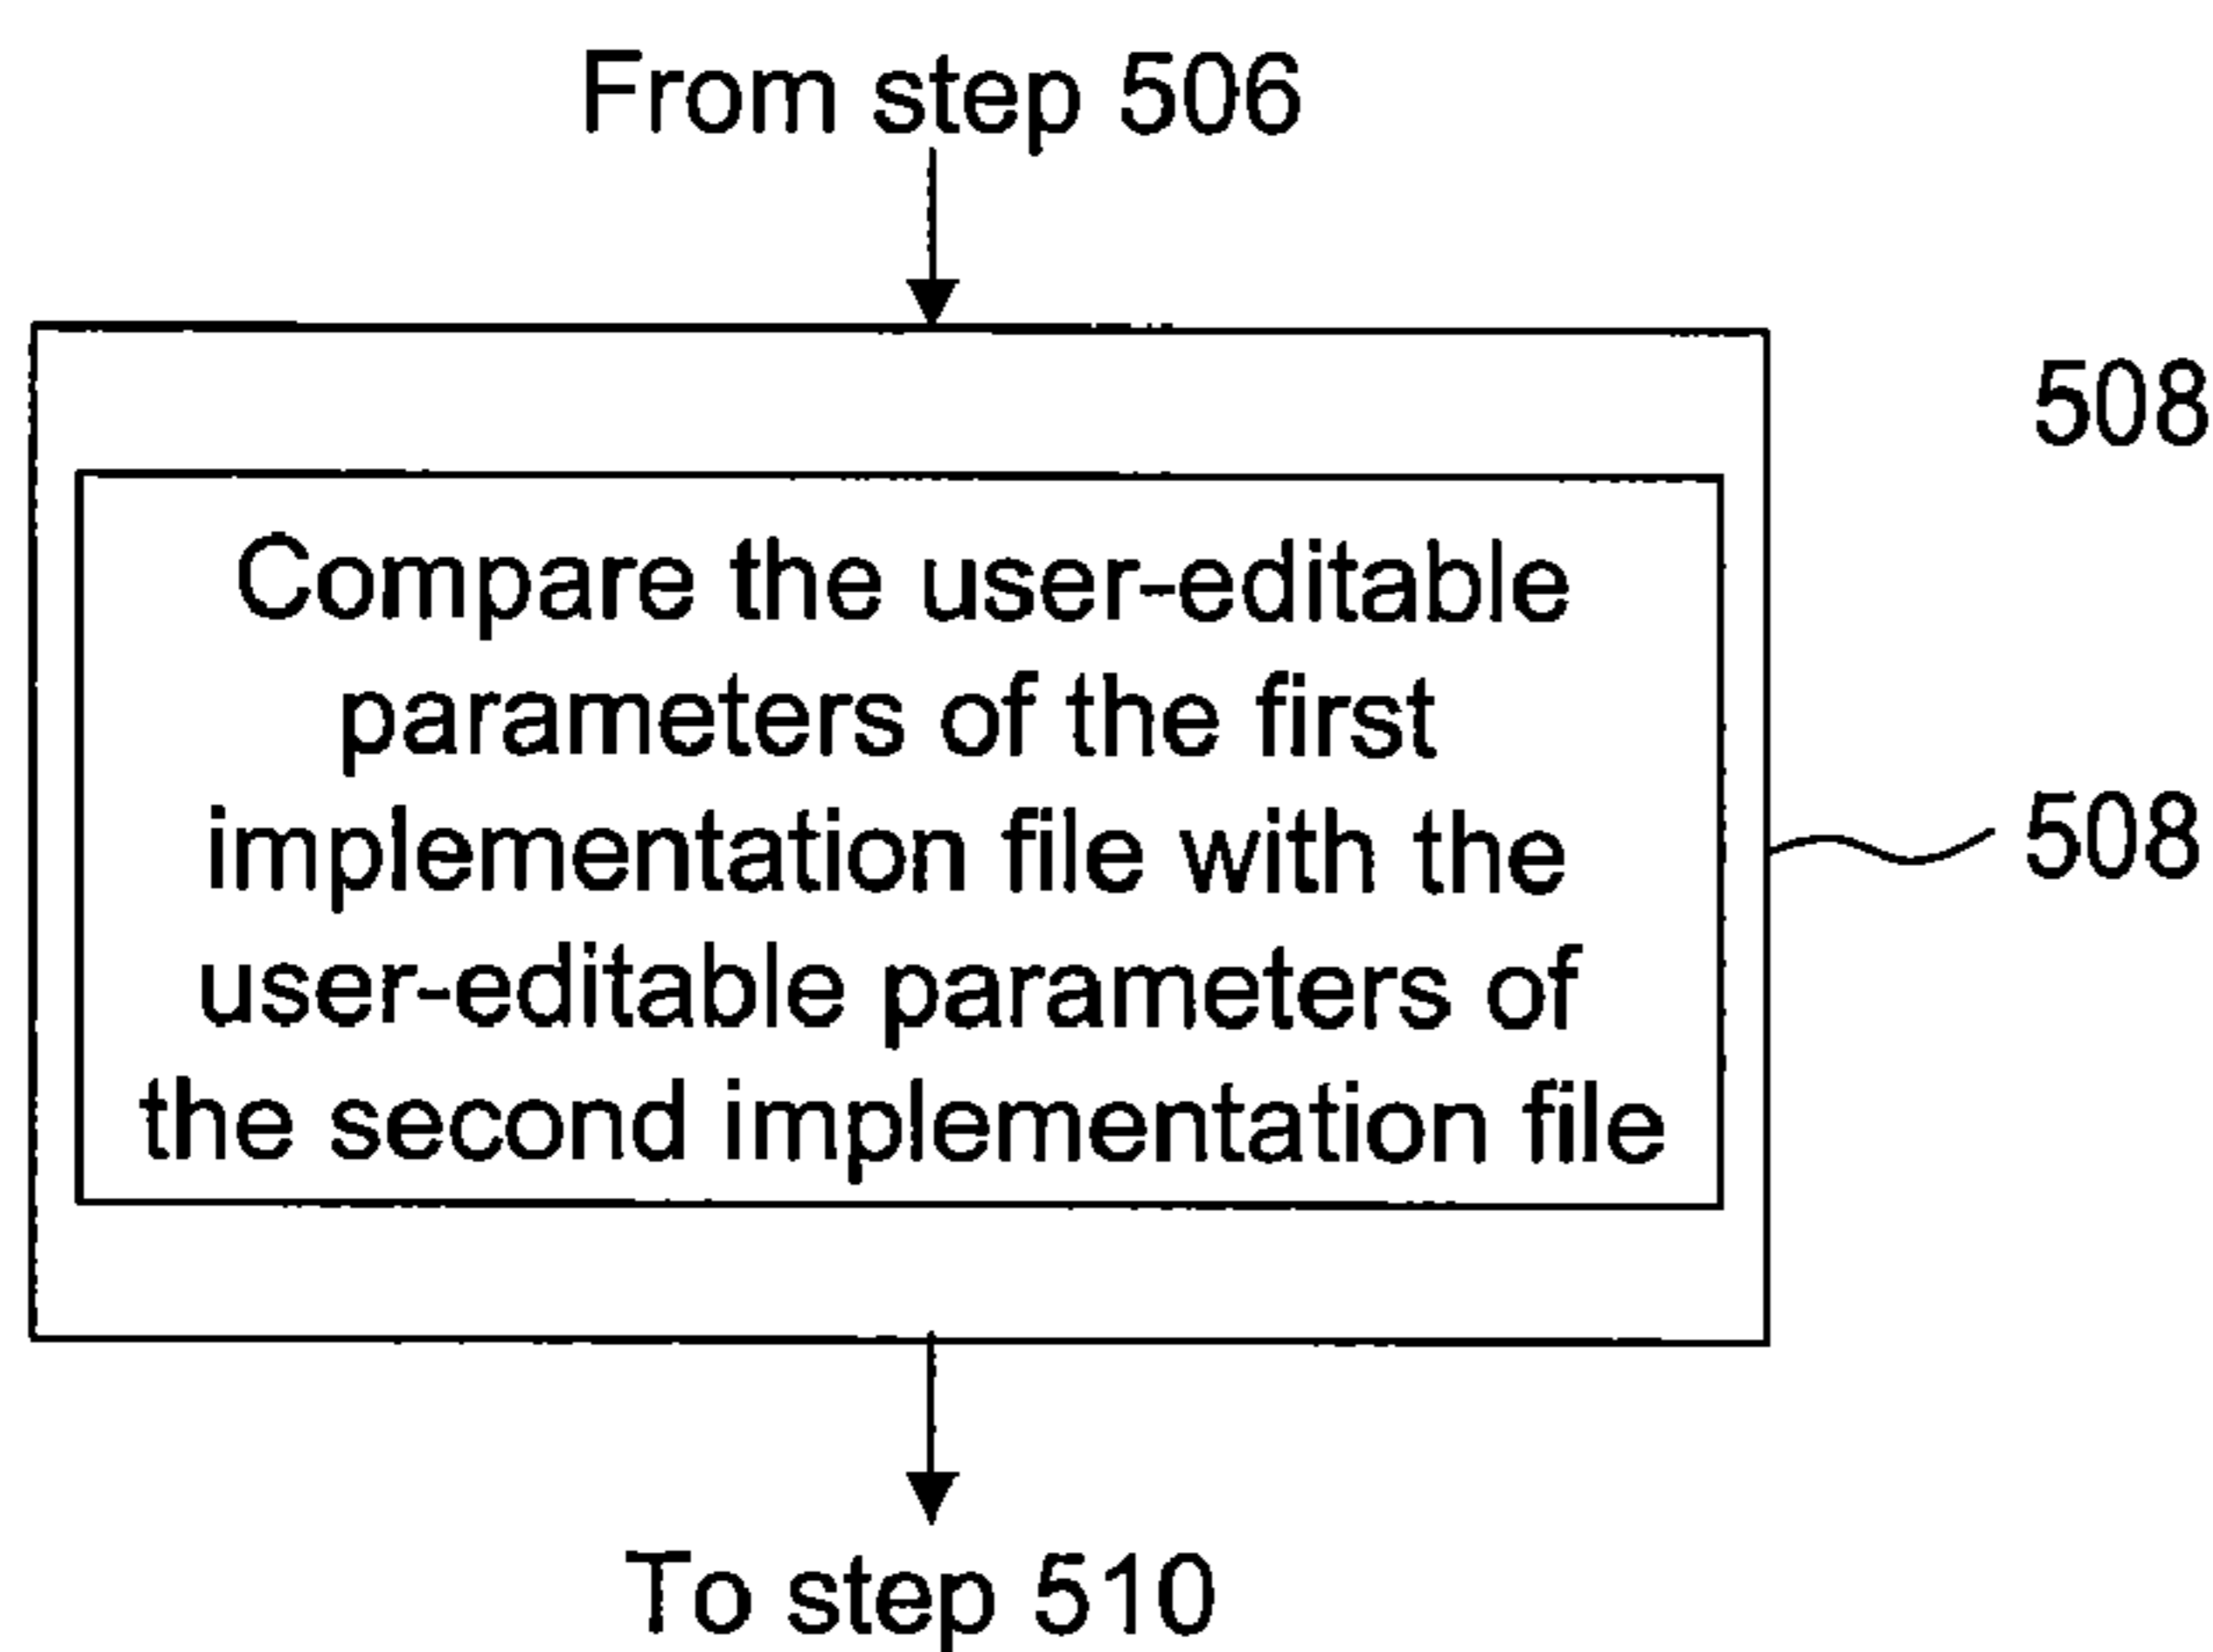 From step 506
508
Compare the user-editable
parameters of the first
implementation file with the
user-editable parameters of
the second implementation file
508
To step 510